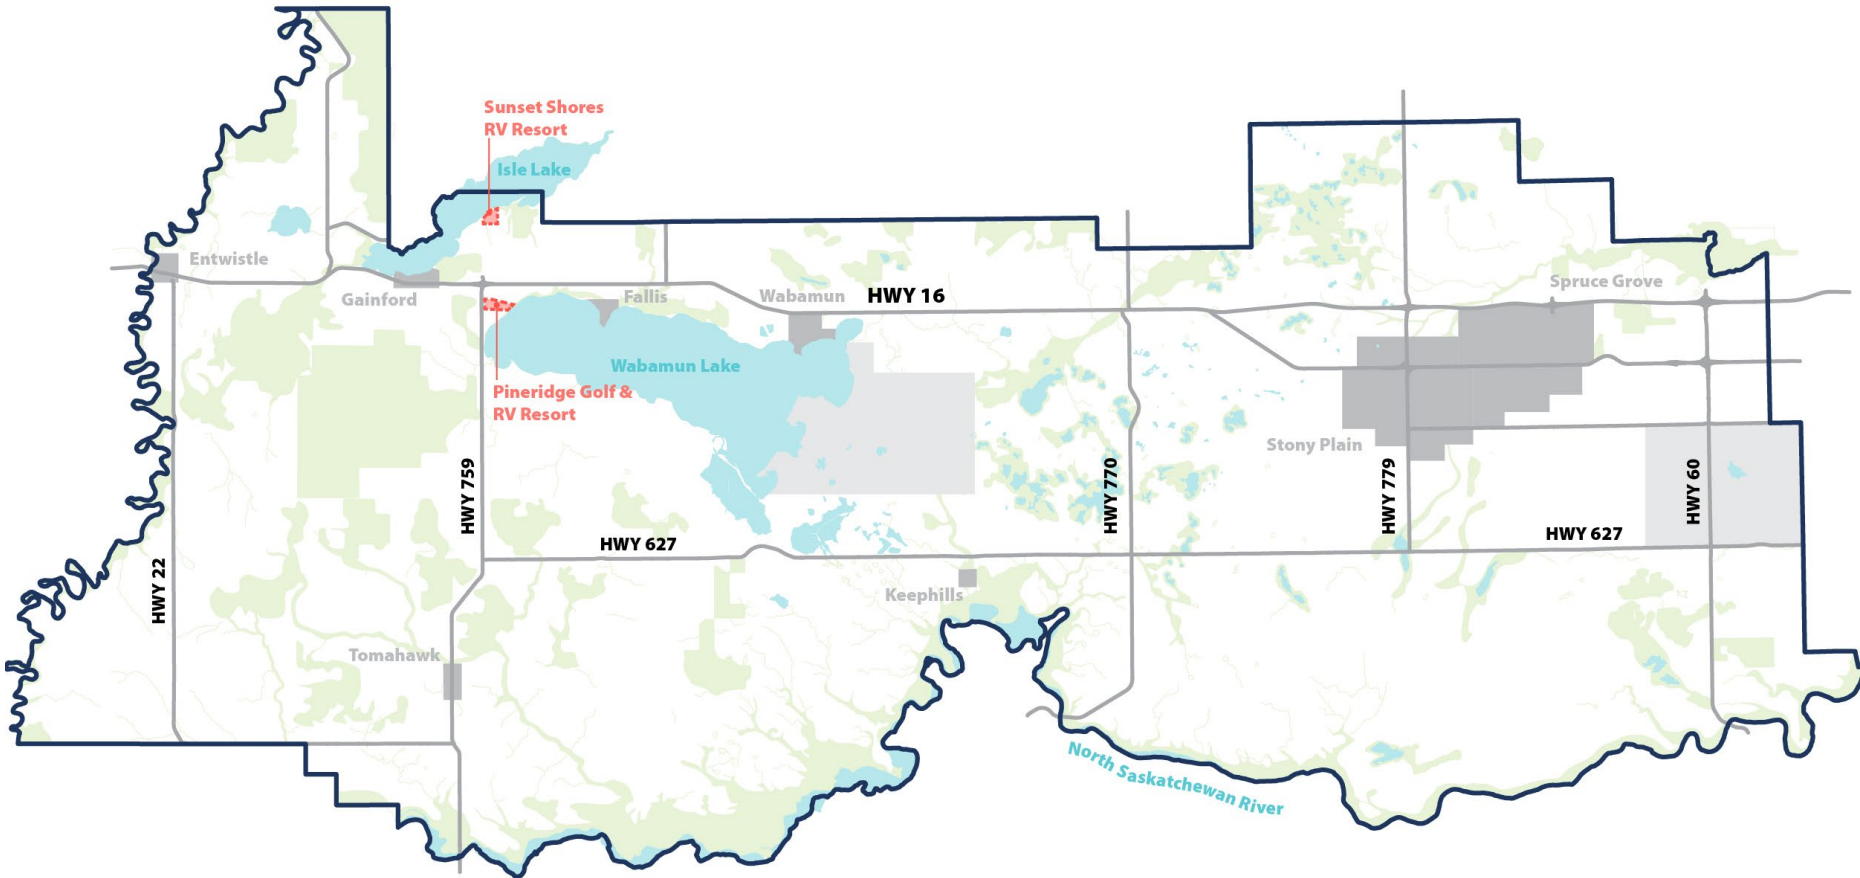 Sunset Shores
RV Resort
Isle Lake
Entwistle
Gainford
Fallis
Wabamun
HWY 16
Spruce Grove
Wabamun Lake
Pineridge Golf &
RV Resort
Stony Plain
HWY 759
HWY 770
HWY 779
HWY 60
HWY 627
HWY 627
HWY 22
Keephills
Tomahawk
North Saskatchewan River